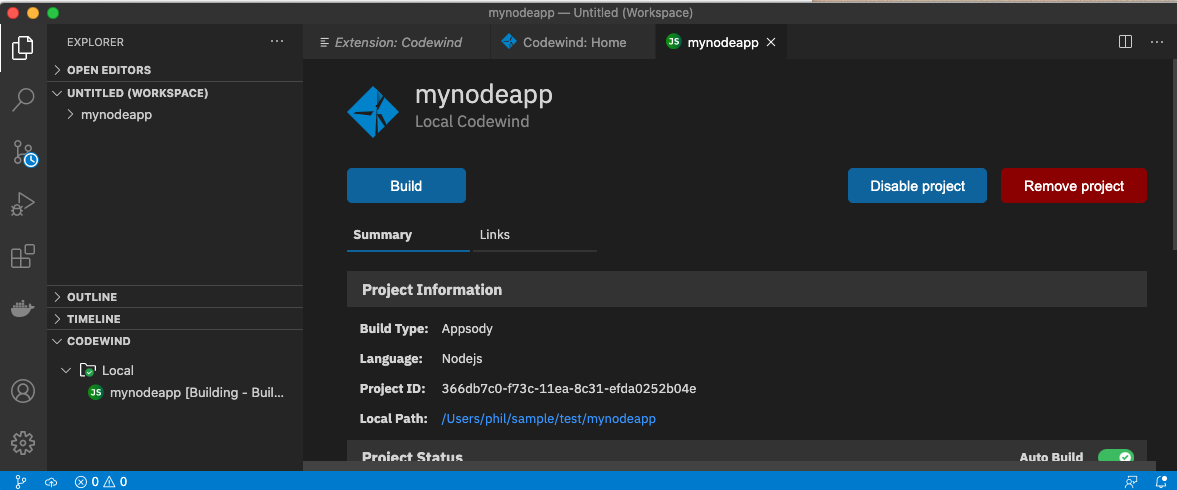 mynodeapp — Untitled (Workspace)
EXPLORER
OPEN EDITORS
UNTITLED (WORKSPACE)
mynodeapp
OUTLINE
TIMELINE
CODEWIND
Local
JS mynodeapp [Building - Buil...
Extension: Codewind
Codewind: Home
JS mynodeapp
mynodeapp
Local Codewind
Build
Disable project
Remove project
Summary
Links
Project Information
Build Type: Appsody
Language: Nodejs
Project ID: 366db7c0-f73c-11ea-8c31-efda0252b04e
Local Path: /Users/phil/sample/test/mynodeapp
Project Status
Auto Build
0 0